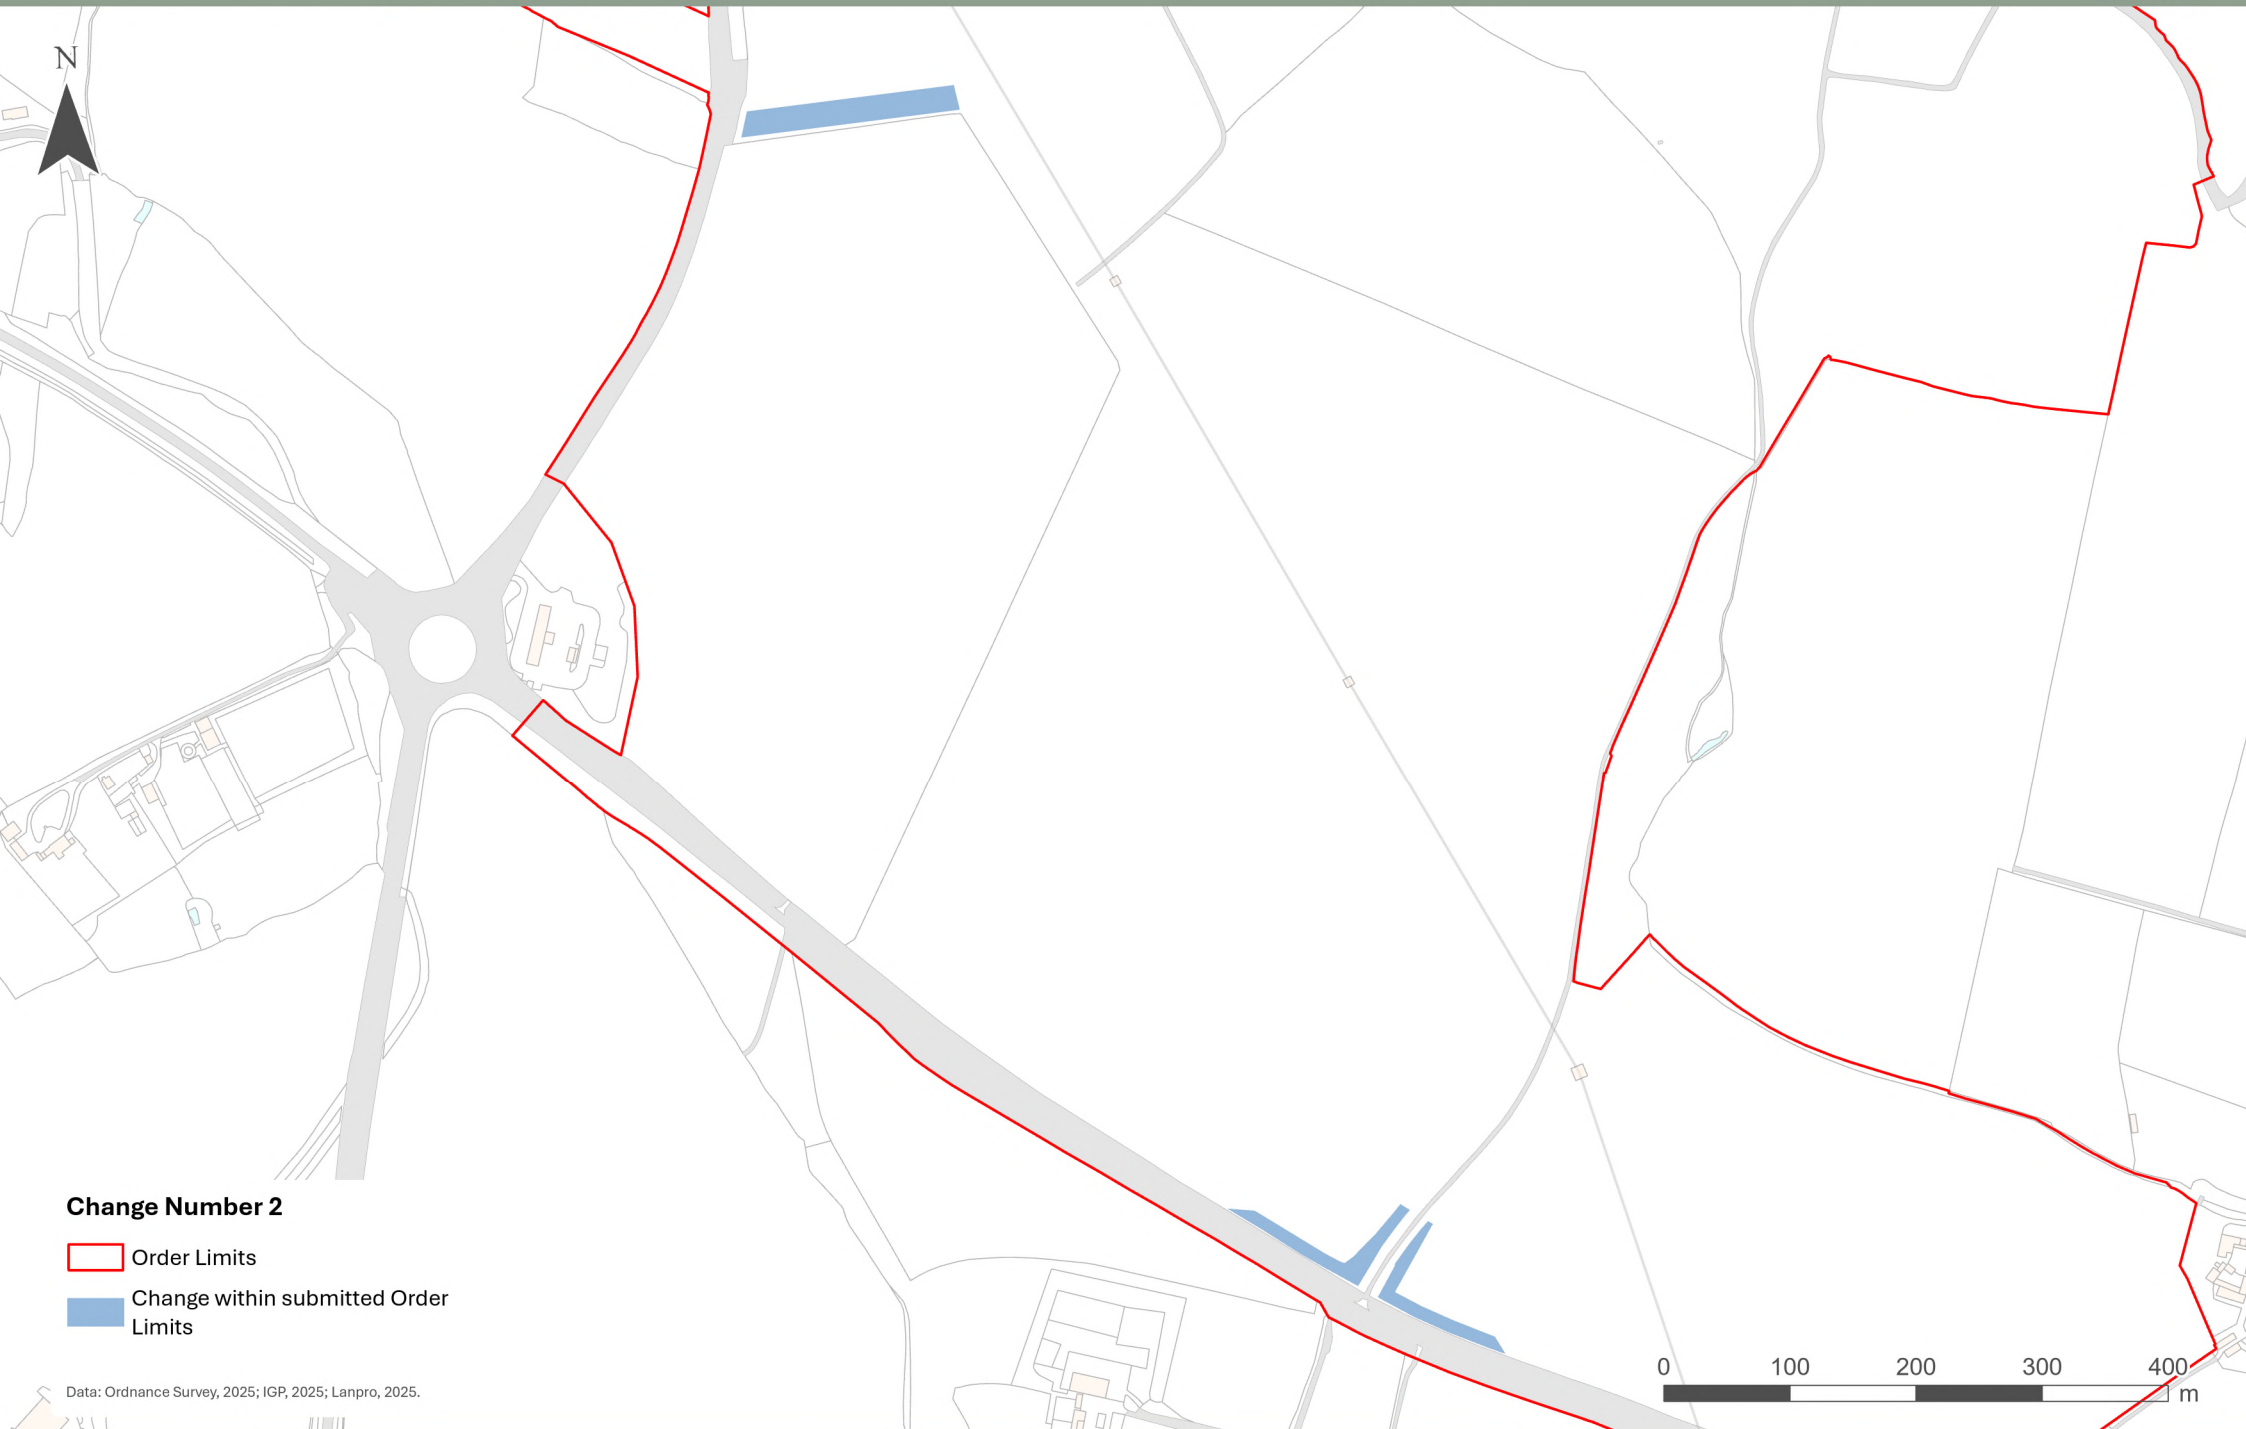 N
Change Number 2
Order Limits
Change within submitted Order
Limits
Data: Ordnance Survey, 2025; IGP, 2025; Lanpro, 2025.
0 100 200 300 400
m